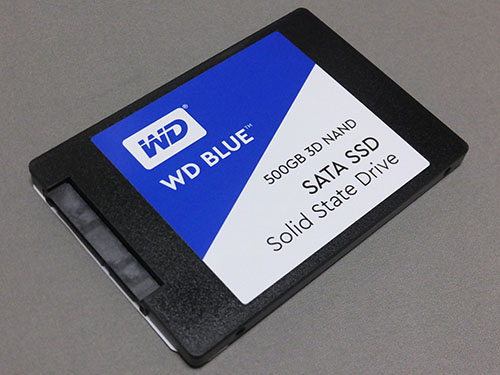 WD®
WD BLUE™
500GB 3D NAND
SATA SSD
Solid State Drive